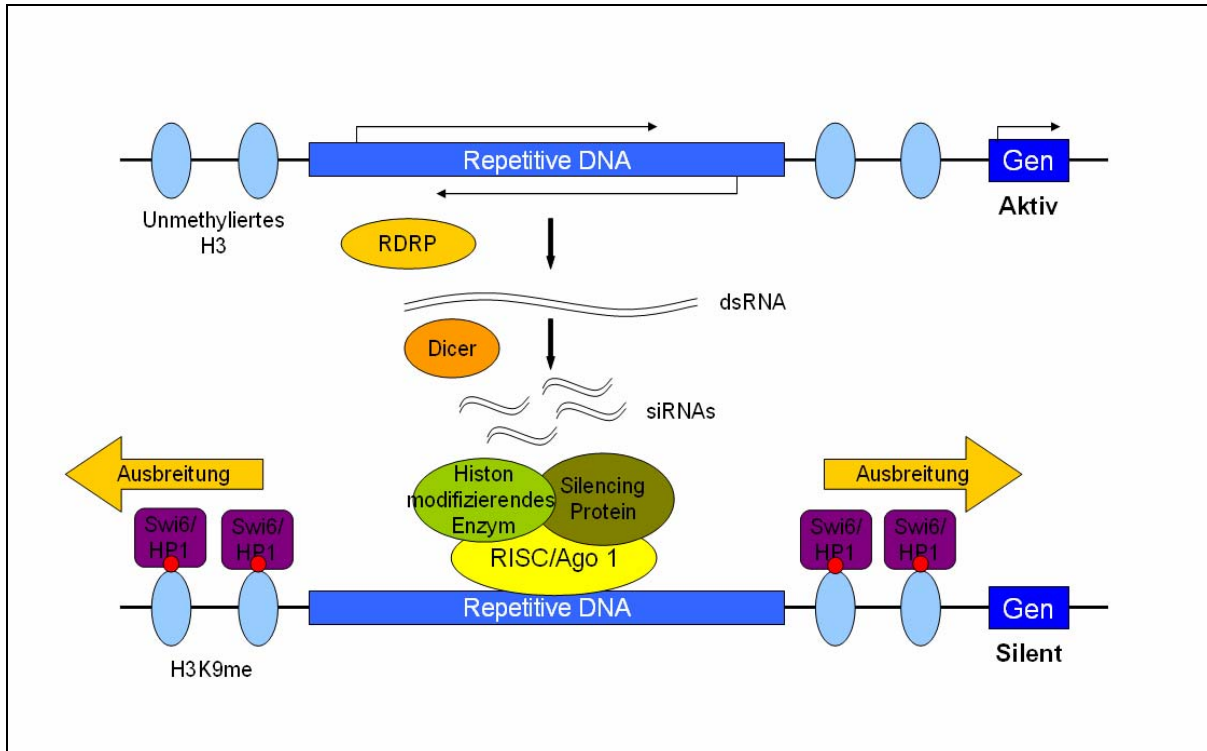 Repetitive DNA
Gen
Unmethyliertes
H3
Aktiv
RDRP
dsRNA
Dicer
siRNAs
Ausbreitung
Ausbreitung
Histon
modifizierendes
Enzym
Silencing
Protein
Swi6/
HP1
Swi6/
HP1
RISC/Ago 1
Swi6/
HP1
Swi6/
HP1
Repetitive DNA
Gen
H3K9me
Silent